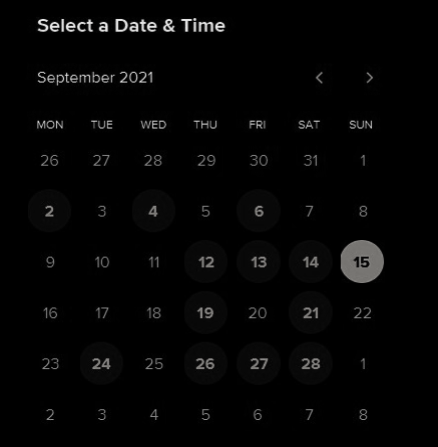 Select a Date & Time
September 2021
MON TUE WED THU FRI SAT SUN
26 27 28 29 30 31 1
2 3 4 5 6 7 8
9 10 11 12 13 14 15
16 17 18 19 20 21 22
23 24 25 26 27 28 1
2 3 4 5 6 7 8